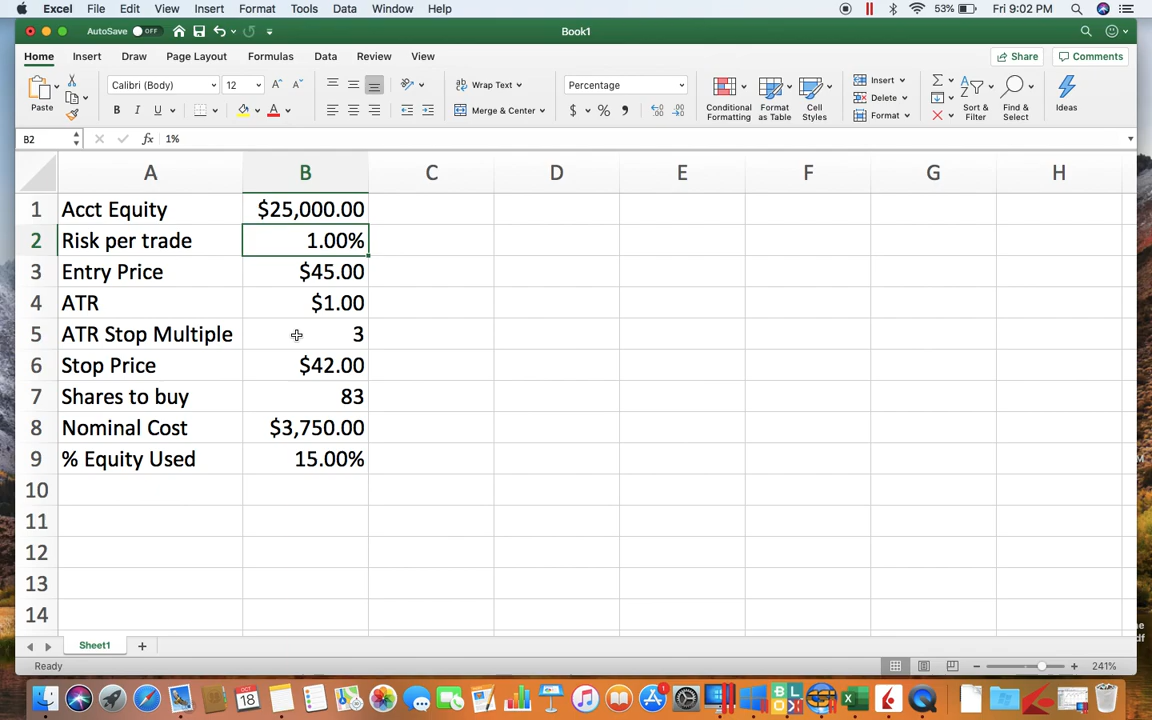 Excel File Edit View Insert Format Tools Data Window Help 53% Fri 9:02 PM
AutoSave OFF Book1
Home Insert Draw Page Layout Formulas Data Review View Share Comments
Calibri (Body) 12 Wrap Text Percentage Insert
Paste B I U Merge & Center $ % Conditional Formatting Format as Table Cell Styles Delete Format Sort & Filter Find & Select Ideas
B2 fx 1%
A B C D E F G H
1 Acct Equity $25,000.00
2 Risk per trade 1.00%
3 Entry Price $45.00
4 ATR $1.00
5 ATR Stop Multiple 3
6 Stop Price $42.00
7 Shares to buy 83
8 Nominal Cost $3,750.00
9 % Equity Used 15.00%
10
11
12
13
14
Sheet1
Ready 241%